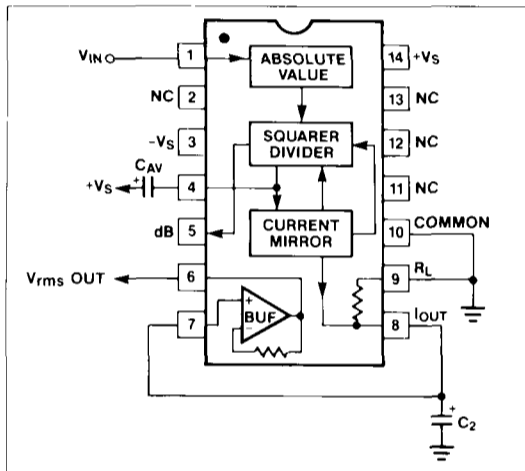 VIN
1
ABSOLUTE
VALUE
14
+VS
NC
2
13
NC
-VS
3
SQUARER
DIVIDER
12
NC
CAV
+
+VS
4
11
NC
dB
5
CURRENT
MIRROR
10
COMMON
Vrms OUT
6
9
RL
7
+
BUF
−
8
IOUT
+
C2